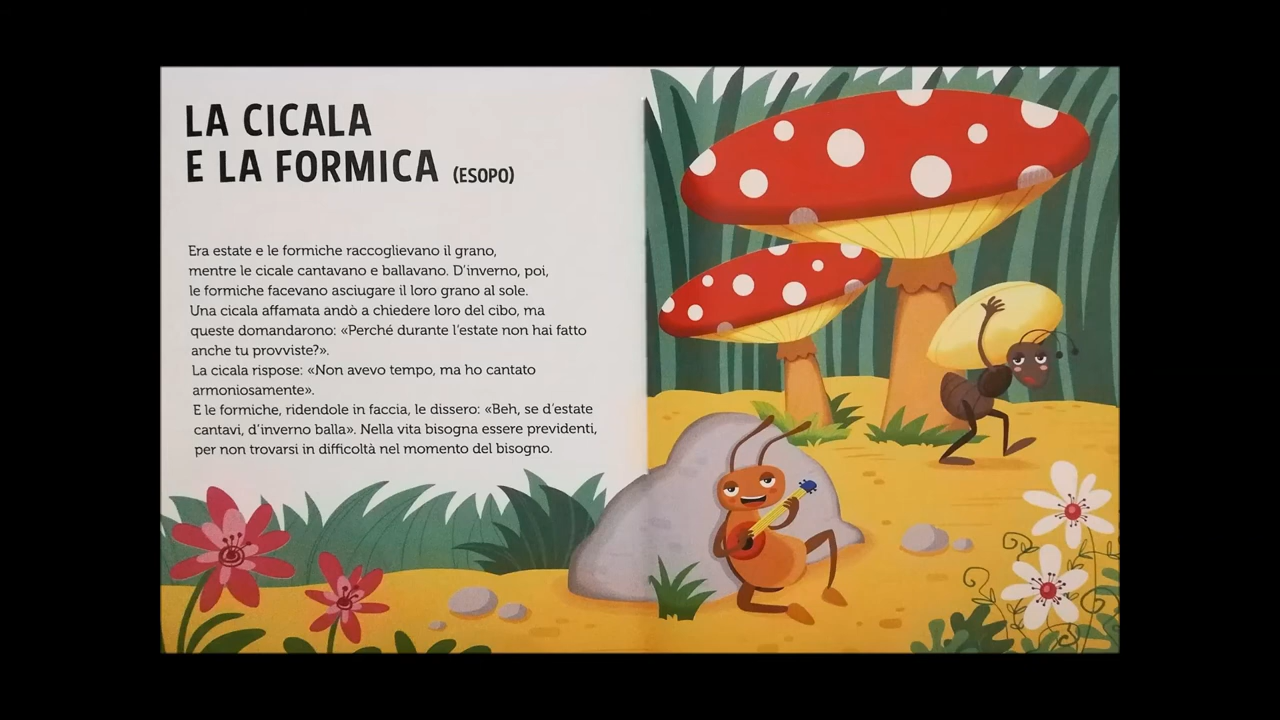 LA CICALA
E LA FORMICA (ESOPO)
Era estate e le formiche raccoglievano il grano,
mentre le cicale cantavano e ballavano. D'inverno, poi,
le formiche facevano asciugare il loro grano al sole.
Una cicala affamata andò a chiedere loro del cibo, ma
queste domandarono: «Perché durante l'estate non hai fatto
anche tu provviste?».
La cicala rispose: «Non avevo tempo, ma ho cantato
armoniosamente».
E le formiche, ridendole in faccia, le dissero: «Beh, se d'estate
cantavi, d'inverno balla». Nella vita bisogna essere previdenti,
per non trovarsi in difficoltà nel momento del bisogno.